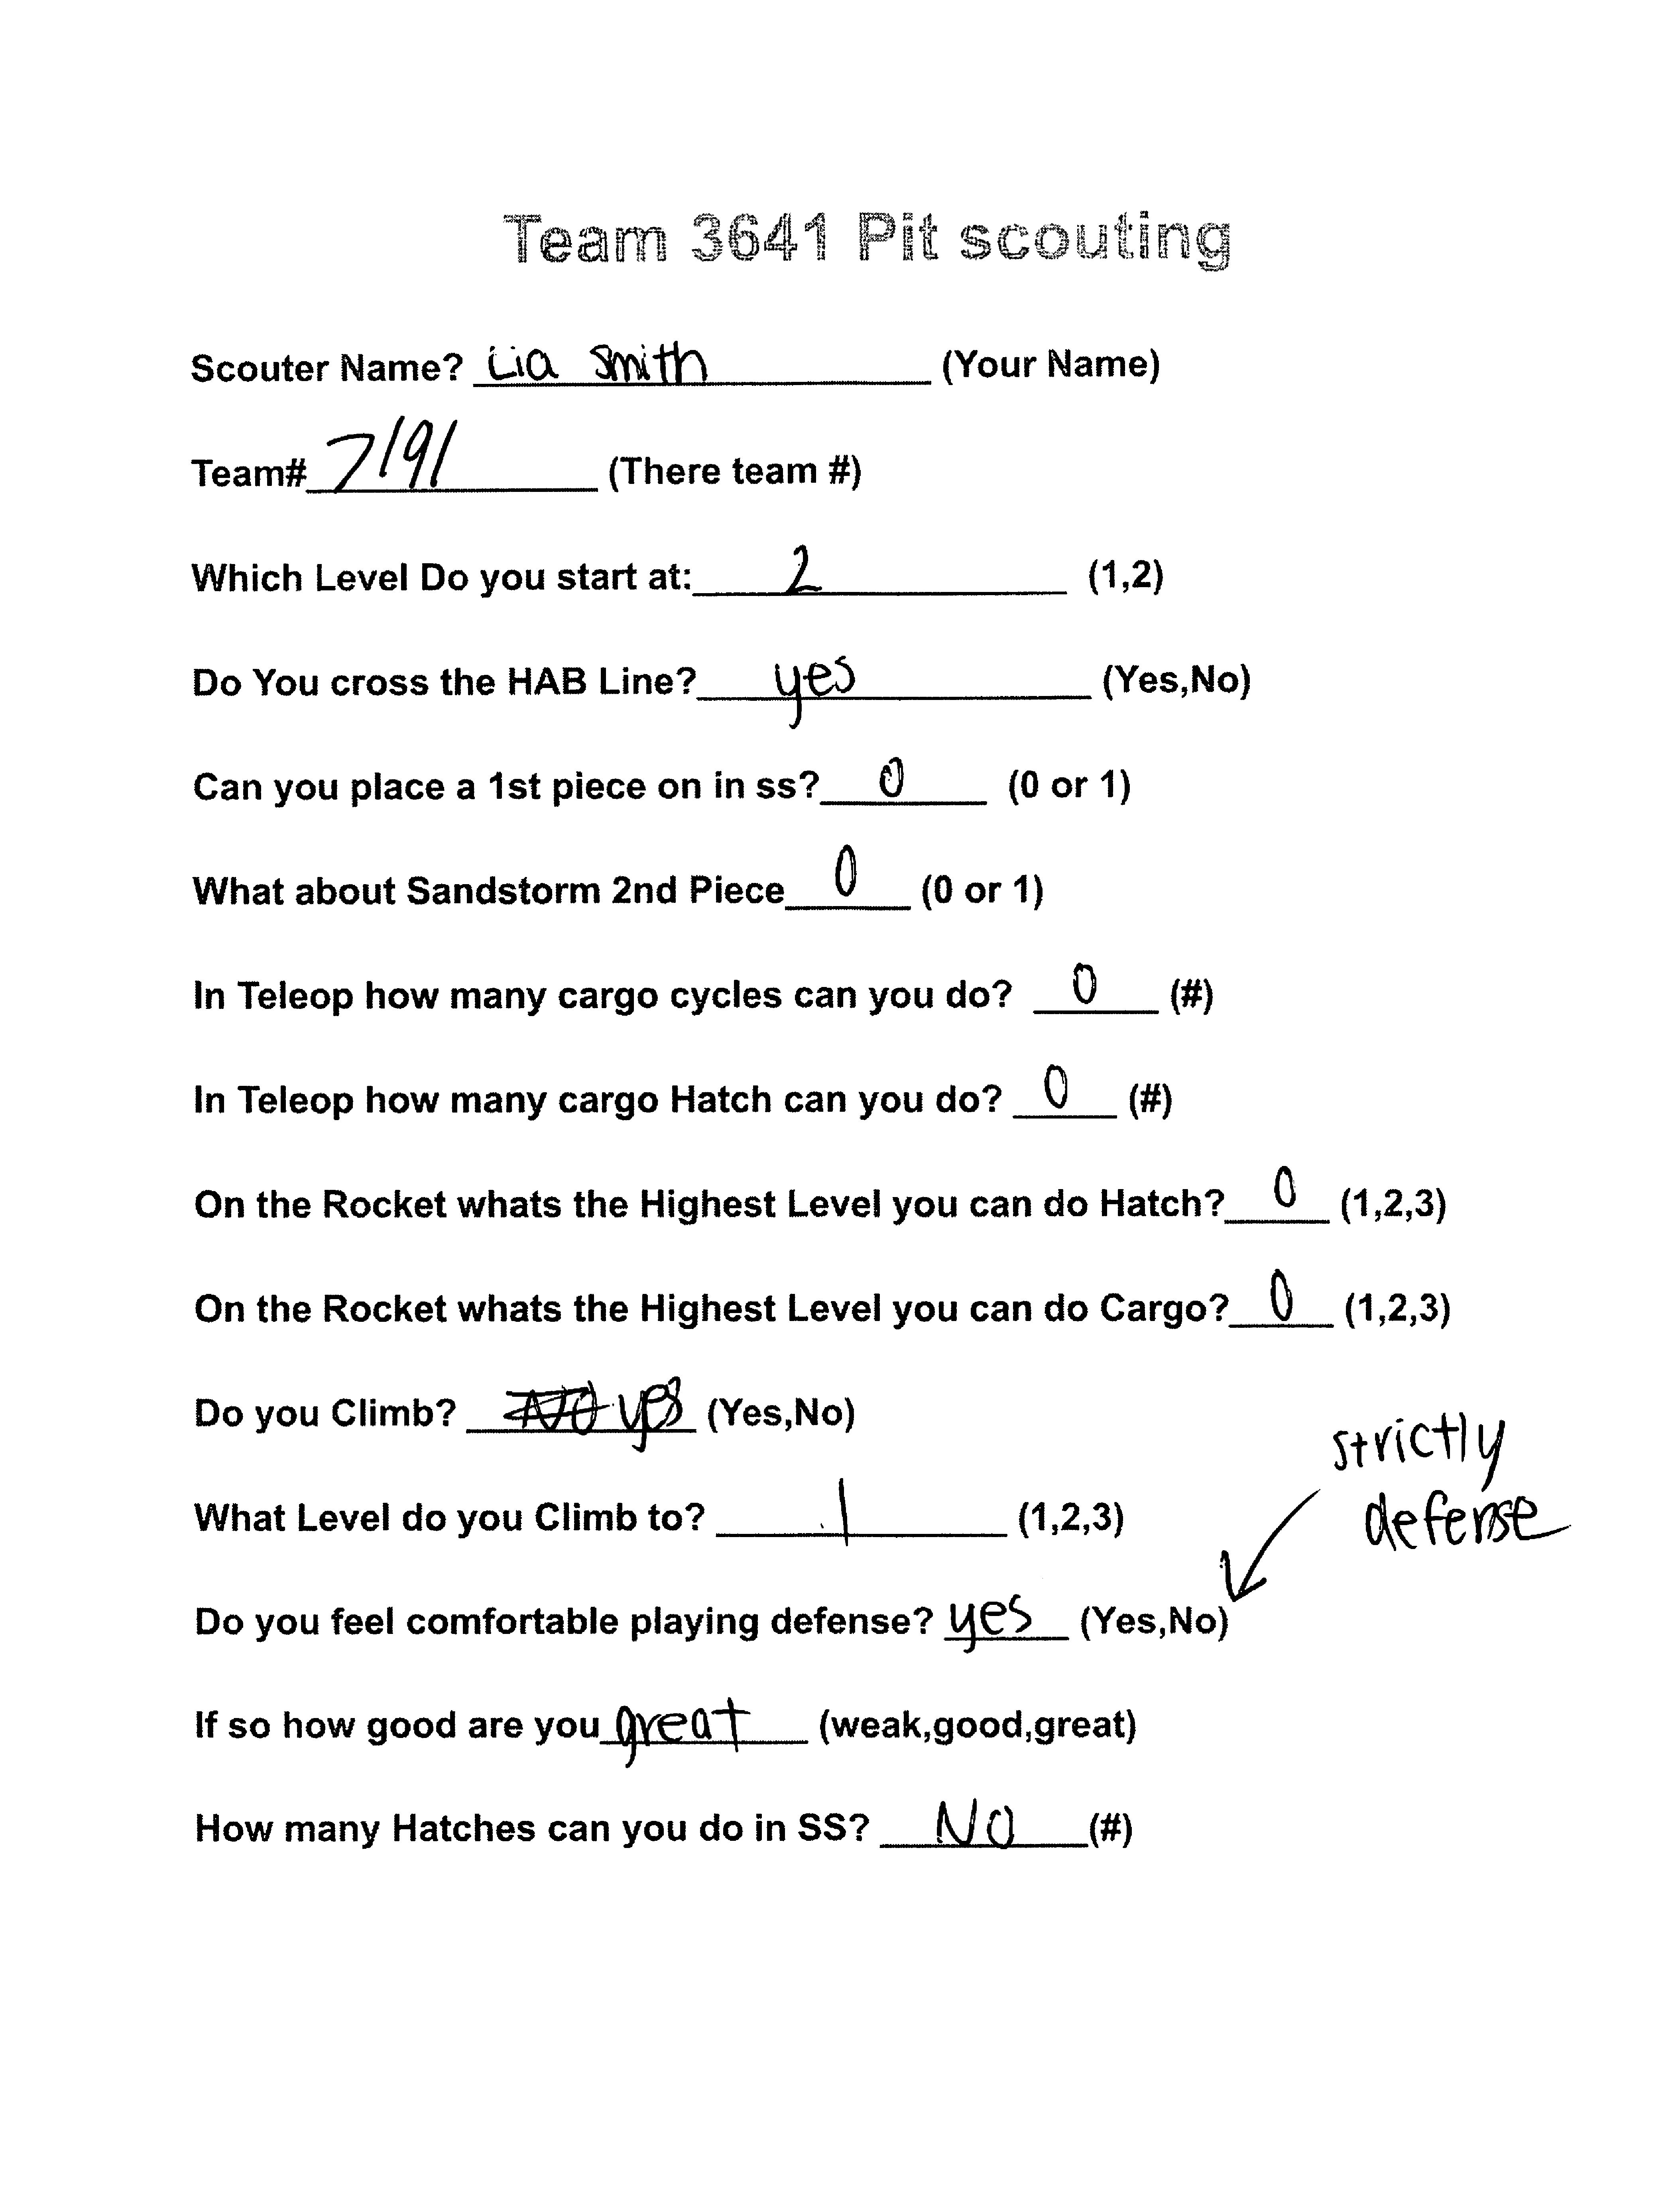 Team 3641 Pit scouting
Scouter Name? Lia Smith (Your Name)
Team# 7191 (There team #)
Which Level Do you start at: 2 (1,2)
Do You cross the HAB Line? yes (Yes,No)
Can you place a 1st piece on in ss? 0 (0 or 1)
What about Sandstorm 2nd Piece 0 (0 or 1)
In Teleop how many cargo cycles can you do? 0 (#)
In Teleop how many cargo Hatch can you do? 0 (#)
On the Rocket whats the Highest Level you can do Hatch? 0 (1,2,3)
On the Rocket whats the Highest Level you can do Cargo? 0 (1,2,3)
Do you Climb? No yes (Yes,No)
strictly
defense
What Level do you Climb to? 1 (1,2,3)
Do you feel comfortable playing defense? yes (Yes,No)
If so how good are you great (weak,good,great)
How many Hatches can you do in SS? NO (#)